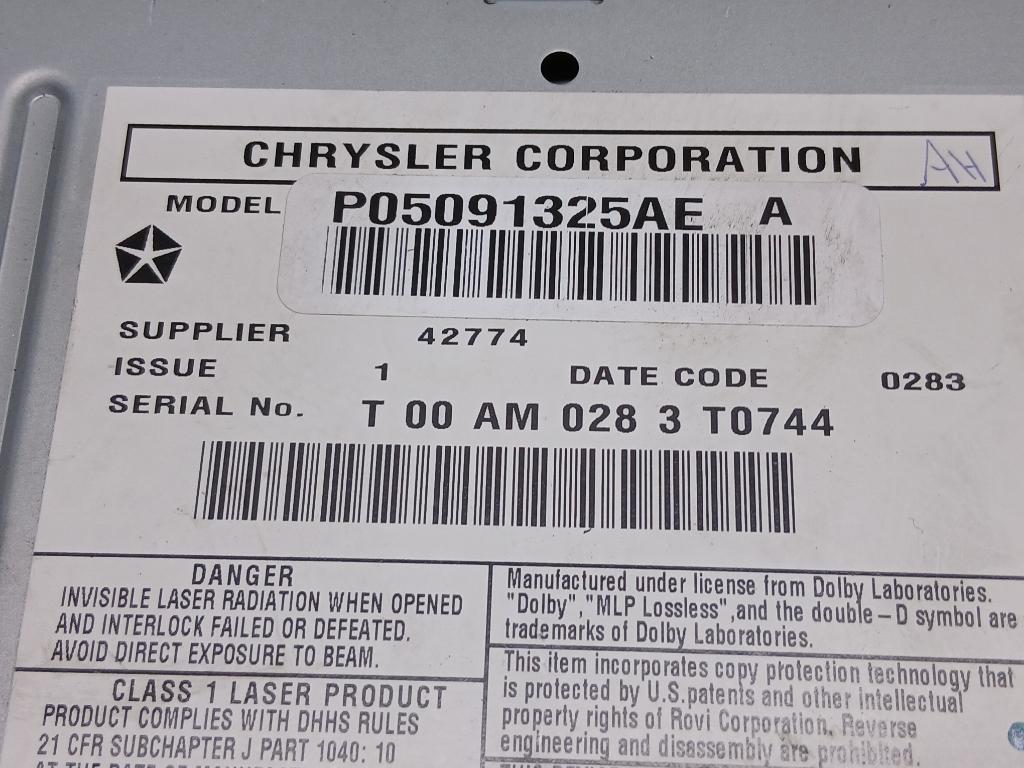 CHRYSLER CORPORATION AH
MODEL P05091325AE A
SUPPLIER 42774
ISSUE 1 DATE CODE 0283
SERIAL No. T 00 AM 028 3 T0744
DANGER
INVISIBLE LASER RADIATION WHEN OPENED
AND INTERLOCK FAILED OR DEFEATED.
AVOID DIRECT EXPOSURE TO BEAM.
CLASS 1 LASER PRODUCT
PRODUCT COMPLIES WITH DHHS RULES
21 CFR SUBCHAPTER J PART 1040: 10
Manufactured under license from Dolby Laboratories.
"Dolby","MLP Lossless",and the double-D symbol are
trademarks of Dolby Laboratories.
This item incorporates copy protection technology that
is protected by U.S.patents and other intellectual
property rights of Rovi Corporation. Reverse
engineering and disassembly are prohibited.